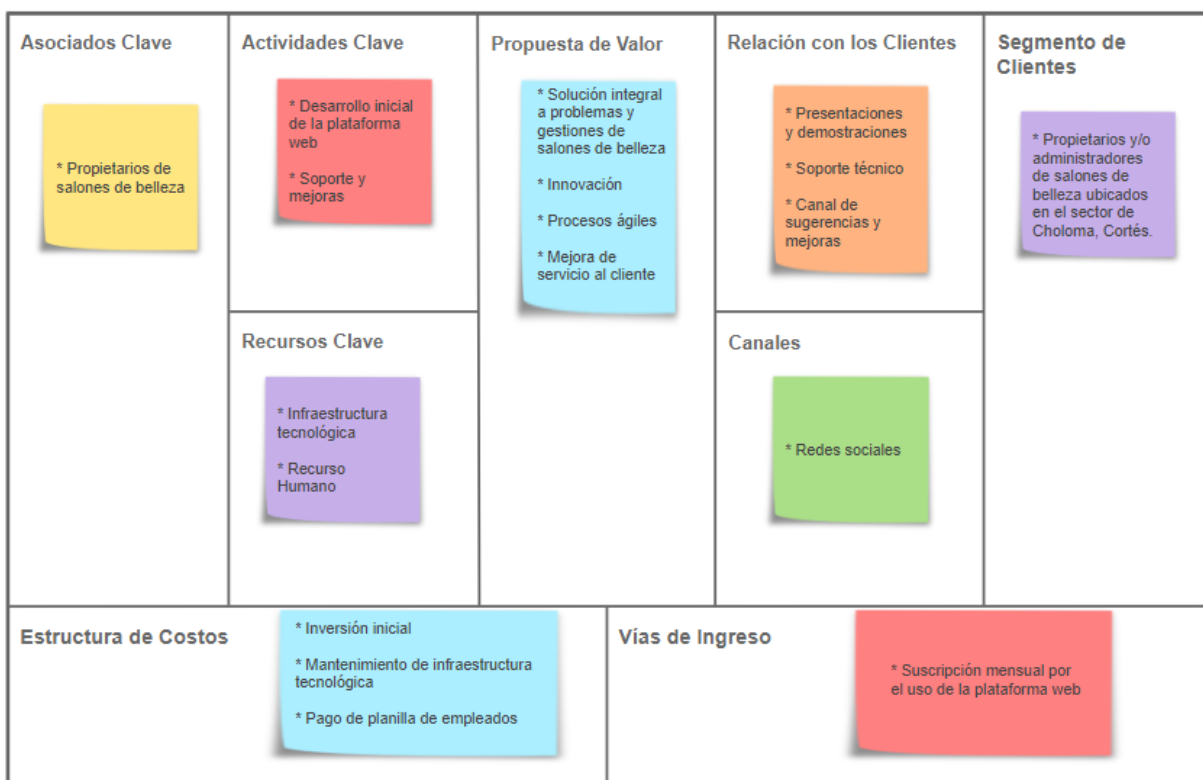 Asociados Clave
* Propietarios de
salones de belleza
Actividades Clave
* Desarrollo inicial
de la plataforma
web
* Soporte y
mejoras
Recursos Clave
* Infraestructura
tecnológica
* Recurso
Humano
Propuesta de Valor
* Solución integral
a problemas y
gestiones de
salones de belleza
* Innovación
* Procesos ágiles
* Mejora de
servicio al cliente
Relación con los Clientes
* Presentaciones
y demostraciones
* Soporte técnico
* Canal de
sugerencias y
mejoras
Canales
* Redes sociales
Segmento de
Clientes
* Propietarios y/o
administradores
de salones de
belleza ubicados
en el sector de
Choloma, Cortés.
Estructura de Costos
* Inversión inicial
* Mantenimiento de infraestructura
tecnológica
* Pago de planilla de empleados
Vías de Ingreso
* Suscripción mensual por
el uso de la plataforma web